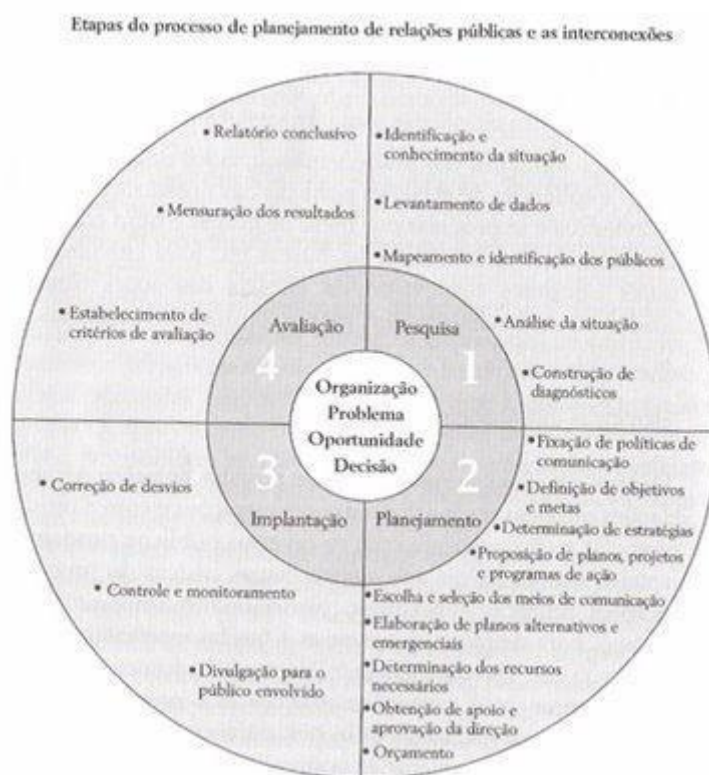 Etapas do processo de planejamento de relações públicas e as interconexões
• Relatório conclusivo
• Mensuração dos resultados
• Estabelecimento de
critérios de avaliação
Avaliação
4
• Identificação e
conhecimento da situação
• Levantamento de dados
• Mapeamento e identificação dos públicos
• Análise da situação
• Construção de
diagnósticos
Pesquisa
1
Organização
Problema
Oportunidade
Decisão
• Fixação de políticas de
comunicação
• Definição de objetivos
e metas
• Determinação de estratégias
• Proposição de planos, projetos
e programas de ação
• Escolha e seleção dos meios de comunicação
• Elaboração de planos alternativos e
emergenciais
• Determinação dos recursos
necessários
• Obtenção de apoio e
aprovação da direção
• Orçamento
2
Planejamento
3
Implantação
• Correção de desvios
• Controle e monitoramento
• Divulgação para o
público envolvido